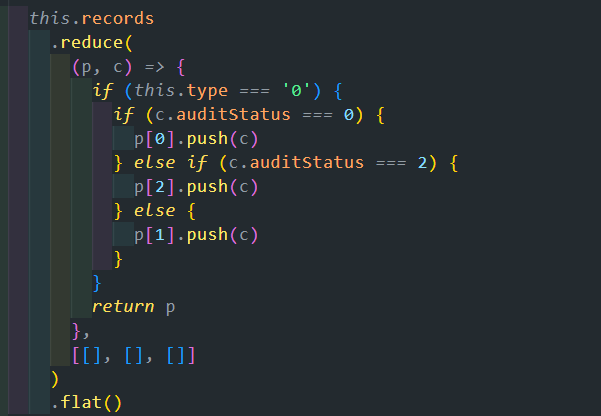 this.records
.reduce(
(p, c) => {
if (this.type === '0') {
if (c.auditStatus === 0) {
p[0].push(c)
} else if (c.auditStatus === 2) {
p[2].push(c)
} else {
p[1].push(c)
}
}
return p
},
[[], [], []]
)
.flat()